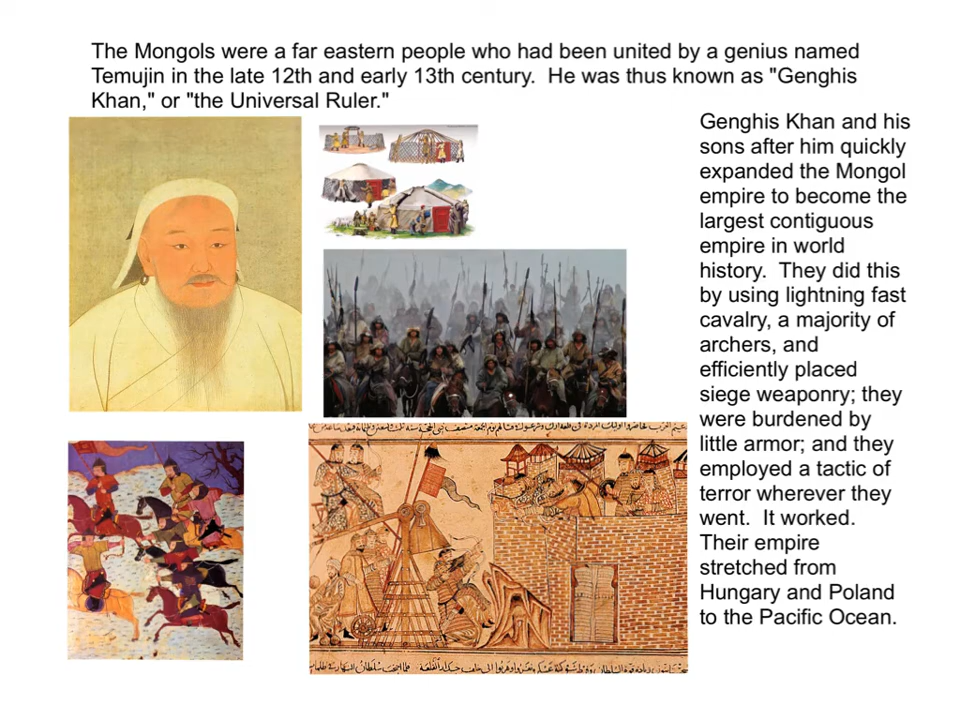 The Mongols were a far eastern people who had been united by a genius named
Temujin in the late 12th and early 13th century.  He was thus known as "Genghis
Khan," or "the Universal Ruler."
Genghis Khan and his
sons after him quickly
expanded the Mongol
empire to become the
largest contiguous
empire in world
history.  They did this
by using lightning fast
cavalry, a majority of
archers, and
efficiently placed
siege weaponry; they
were burdened by
little armor; and they
employed a tactic of
terror wherever they
went.  It worked.
Their empire
stretched from
Hungary and Poland
to the Pacific Ocean.